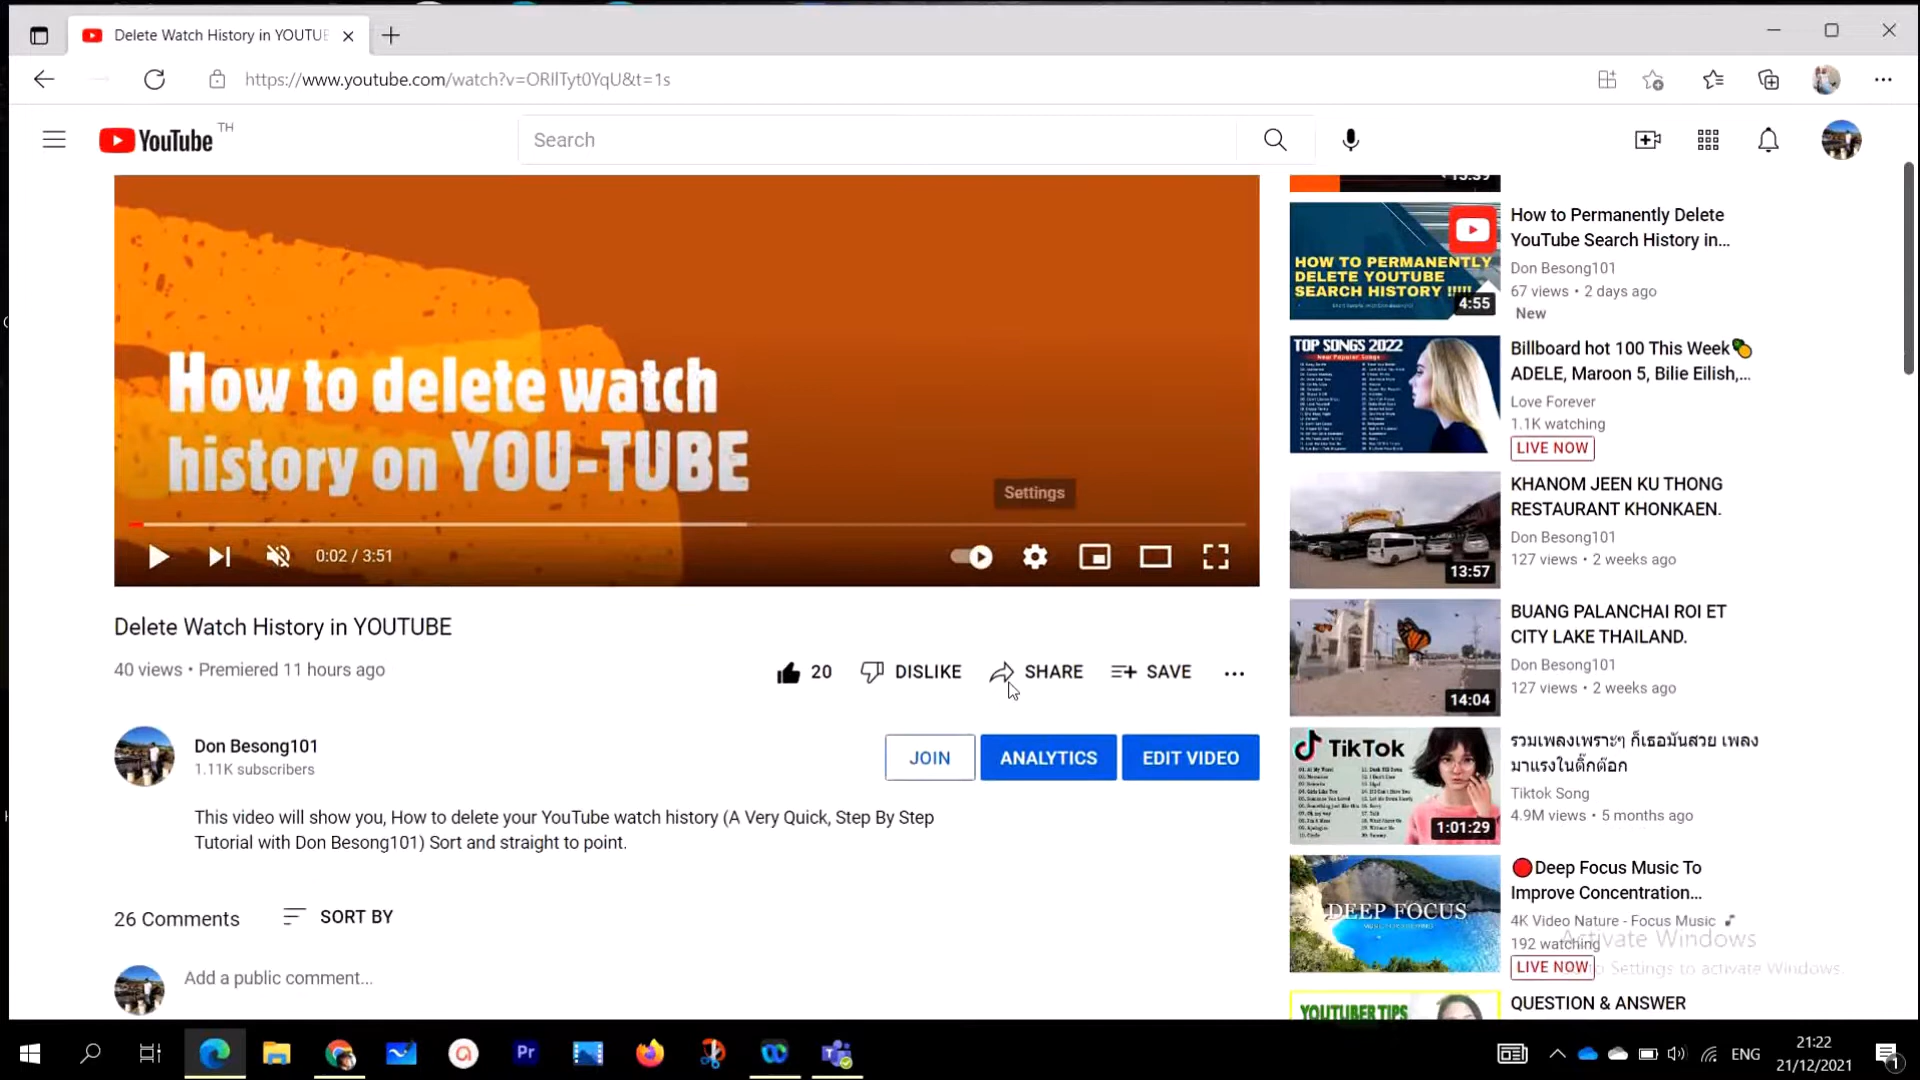 Delete Watch History in YOUTUB
https://www.youtube.com/watch?v=ORIlTyt0YqU&t=1s
YouTube TH
Search
How to delete watch
history on YOU-TUBE
Settings
0:02 / 3:51
Delete Watch History in YOUTUBE
40 views • Premiered 11 hours ago
20 DISLIKE SHARE SAVE
Don Besong101
1.11K subscribers
JOIN ANALYTICS EDIT VIDEO
This video will show you, How to delete your YouTube watch history (A Very Quick, Step By Step
Tutorial with Don Besong101) Sort and straight to point.
26 Comments SORT BY
Add a public comment...
HOW TO PERMANENTLY
DELETE YOUTUBE
SEARCH HISTORY !!!!!
4:55
How to Permanently Delete
YouTube Search History in...
Don Besong101
67 views • 2 days ago
New
TOP SONGS 2022
New Popular Songs
Billboard hot 100 This Week
ADELE, Maroon 5, Bilie Eilish,...
Love Forever
1.1K watching
LIVE NOW
13:57
KHANOM JEEN KU THONG
RESTAURANT KHONKAEN.
Don Besong101
127 views • 2 weeks ago
14:04
BUANG PALANCHAI ROI ET
CITY LAKE THAILAND.
Don Besong101
127 views • 2 weeks ago
TikTok
1:01:29
รวมเพลงเพราะๆ ก็เธอมันสวย เพลง
มาแรงในติ๊กต๊อก
Tiktok Song
4.9M views • 5 months ago
DEEP FOCUS
Deep Focus Music To
Improve Concentration...
4K Video Nature - Focus Music
192 watching
LIVE NOW
Activate Windows
Settings to activate Windows.
YOUTUBER TIPS
QUESTION & ANSWER
Pr
ENG
21:22
21/12/2021
1